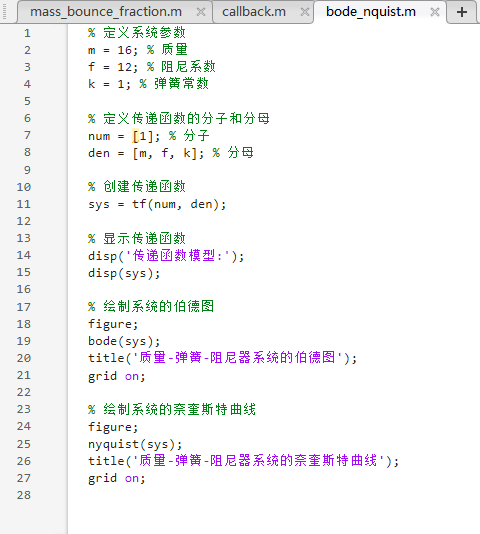 mass_bounce_fraction.m × callback.m × bode_nquist.m × +
1 % 定义系统参数
2 m = 16; % 质量
3 f = 12; % 阻尼系数
4 k = 1; % 弹簧常数
5
6 % 定义传递函数的分子和分母
7 num = [1]; % 分子
8 den = [m, f, k]; % 分母
9
10 % 创建传递函数
11 sys = tf(num, den);
12
13 % 显示传递函数
14 disp('传递函数模型:');
15 disp(sys);
16
17 % 绘制系统的伯德图
18 figure;
19 bode(sys);
20 title('质量-弹簧-阻尼器系统的伯德图');
21 grid on;
22
23 % 绘制系统的奈奎斯特曲线
24 figure;
25 nyquist(sys);
26 title('质量-弹簧-阻尼器系统的奈奎斯特曲线');
27 grid on;
28